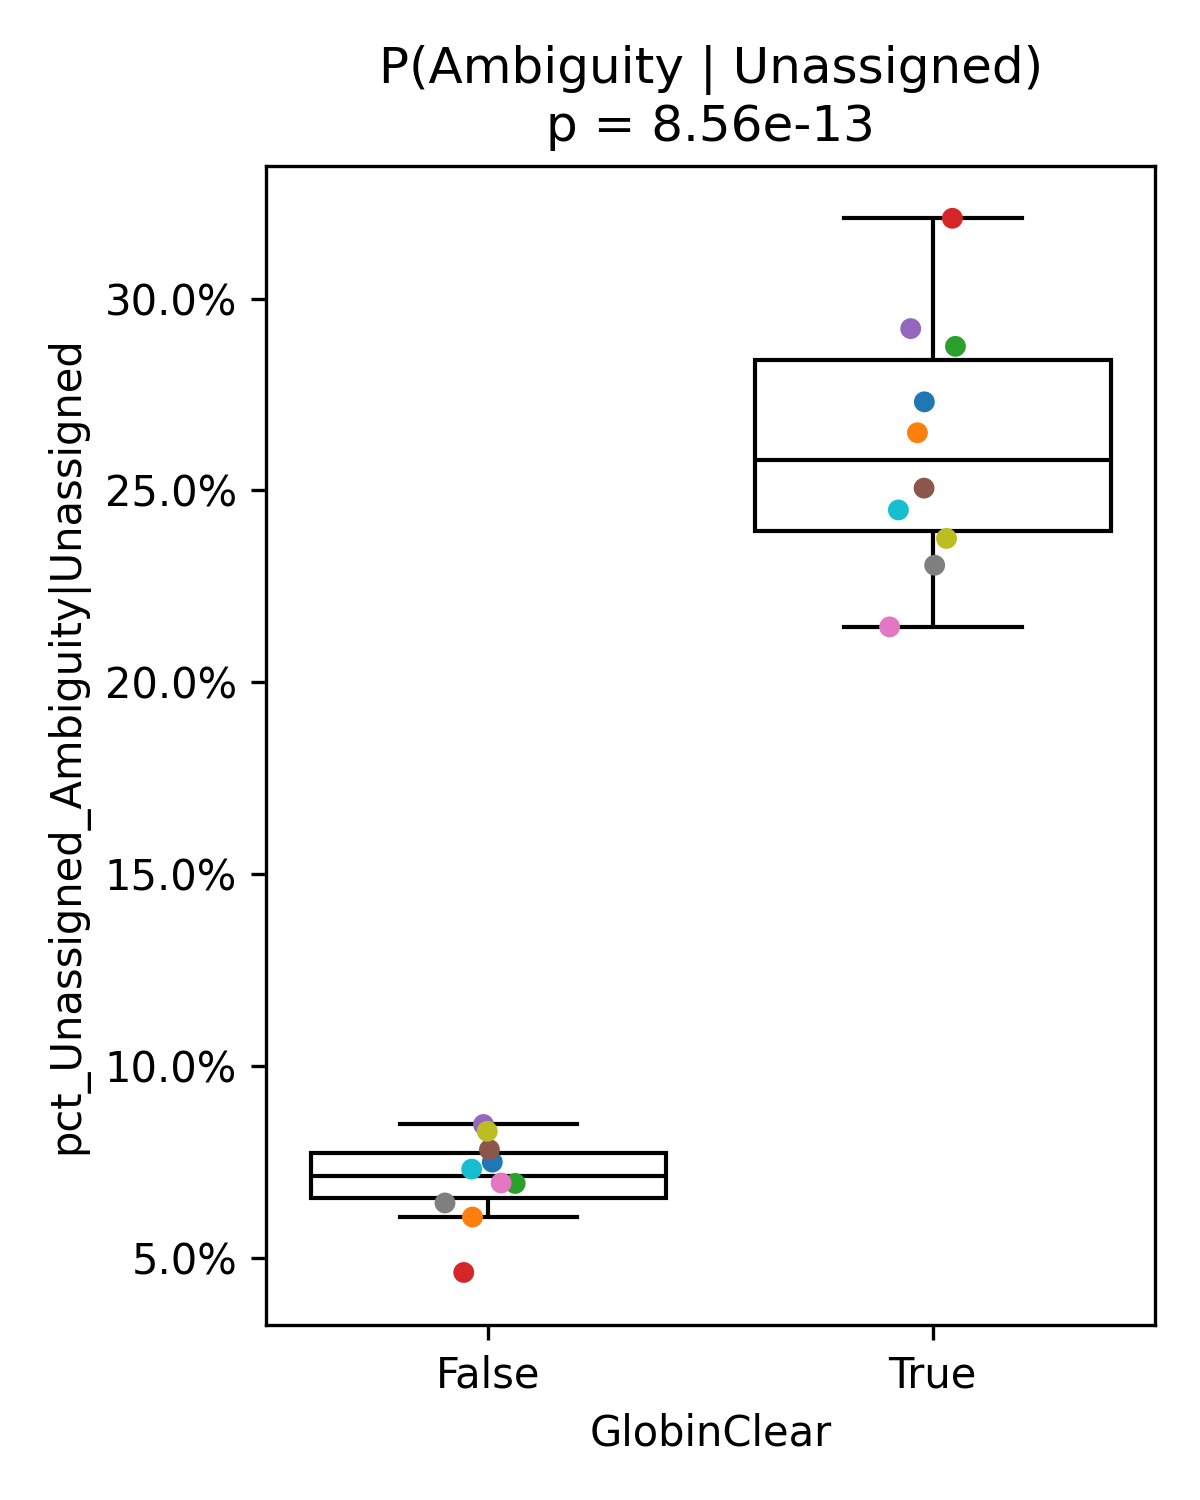 P(Ambiguity | Unassigned)
p = 8.56e-13
pct_Unassigned_Ambiguity|Unassigned
30.0%
25.0%
20.0%
15.0%
10.0%
5.0%
False
True
GlobinClear